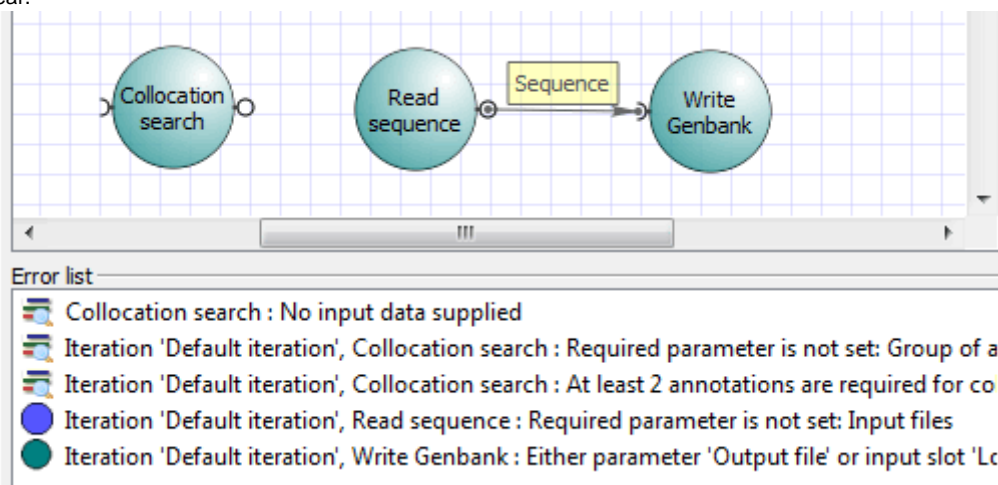 Collocation
search
Read
sequence
Sequence
Write
Genbank
Error list
Collocation search : No input data supplied
Iteration 'Default iteration', Collocation search : Required parameter is not set: Group of a
Iteration 'Default iteration', Collocation search : At least 2 annotations are required for co
Iteration 'Default iteration', Read sequence : Required parameter is not set: Input files
Iteration 'Default iteration', Write Genbank : Either parameter 'Output file' or input slot 'Lo